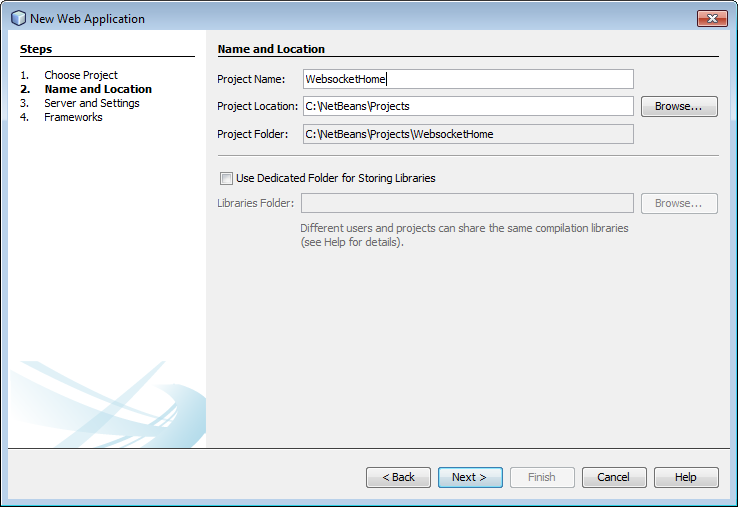 New Web Application
Steps
1. Choose Project
2. Name and Location
3. Server and Settings
4. Frameworks
Name and Location
Project Name: WebsocketHome
Project Location: C:\NetBeans\Projects Browse...
Project Folder: C:\NetBeans\Projects\WebsocketHome
Use Dedicated Folder for Storing Libraries
Libraries Folder: Browse...
Different users and projects can share the same compilation libraries
(see Help for details).
< Back Next > Finish Cancel Help